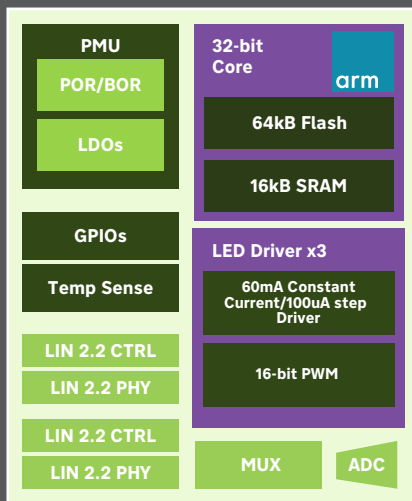 PMU
POR/BOR
LDOs
GPIOs
Temp Sense
LIN 2.2 CTRL
LIN 2.2 PHY
LIN 2.2 CTRL
LIN 2.2 PHY
32-bit
Core
arm
64kB Flash
16kB SRAM
LED Driver x3
60mA Constant
Current/100uA step
Driver
16-bit PWM
MUX
ADC